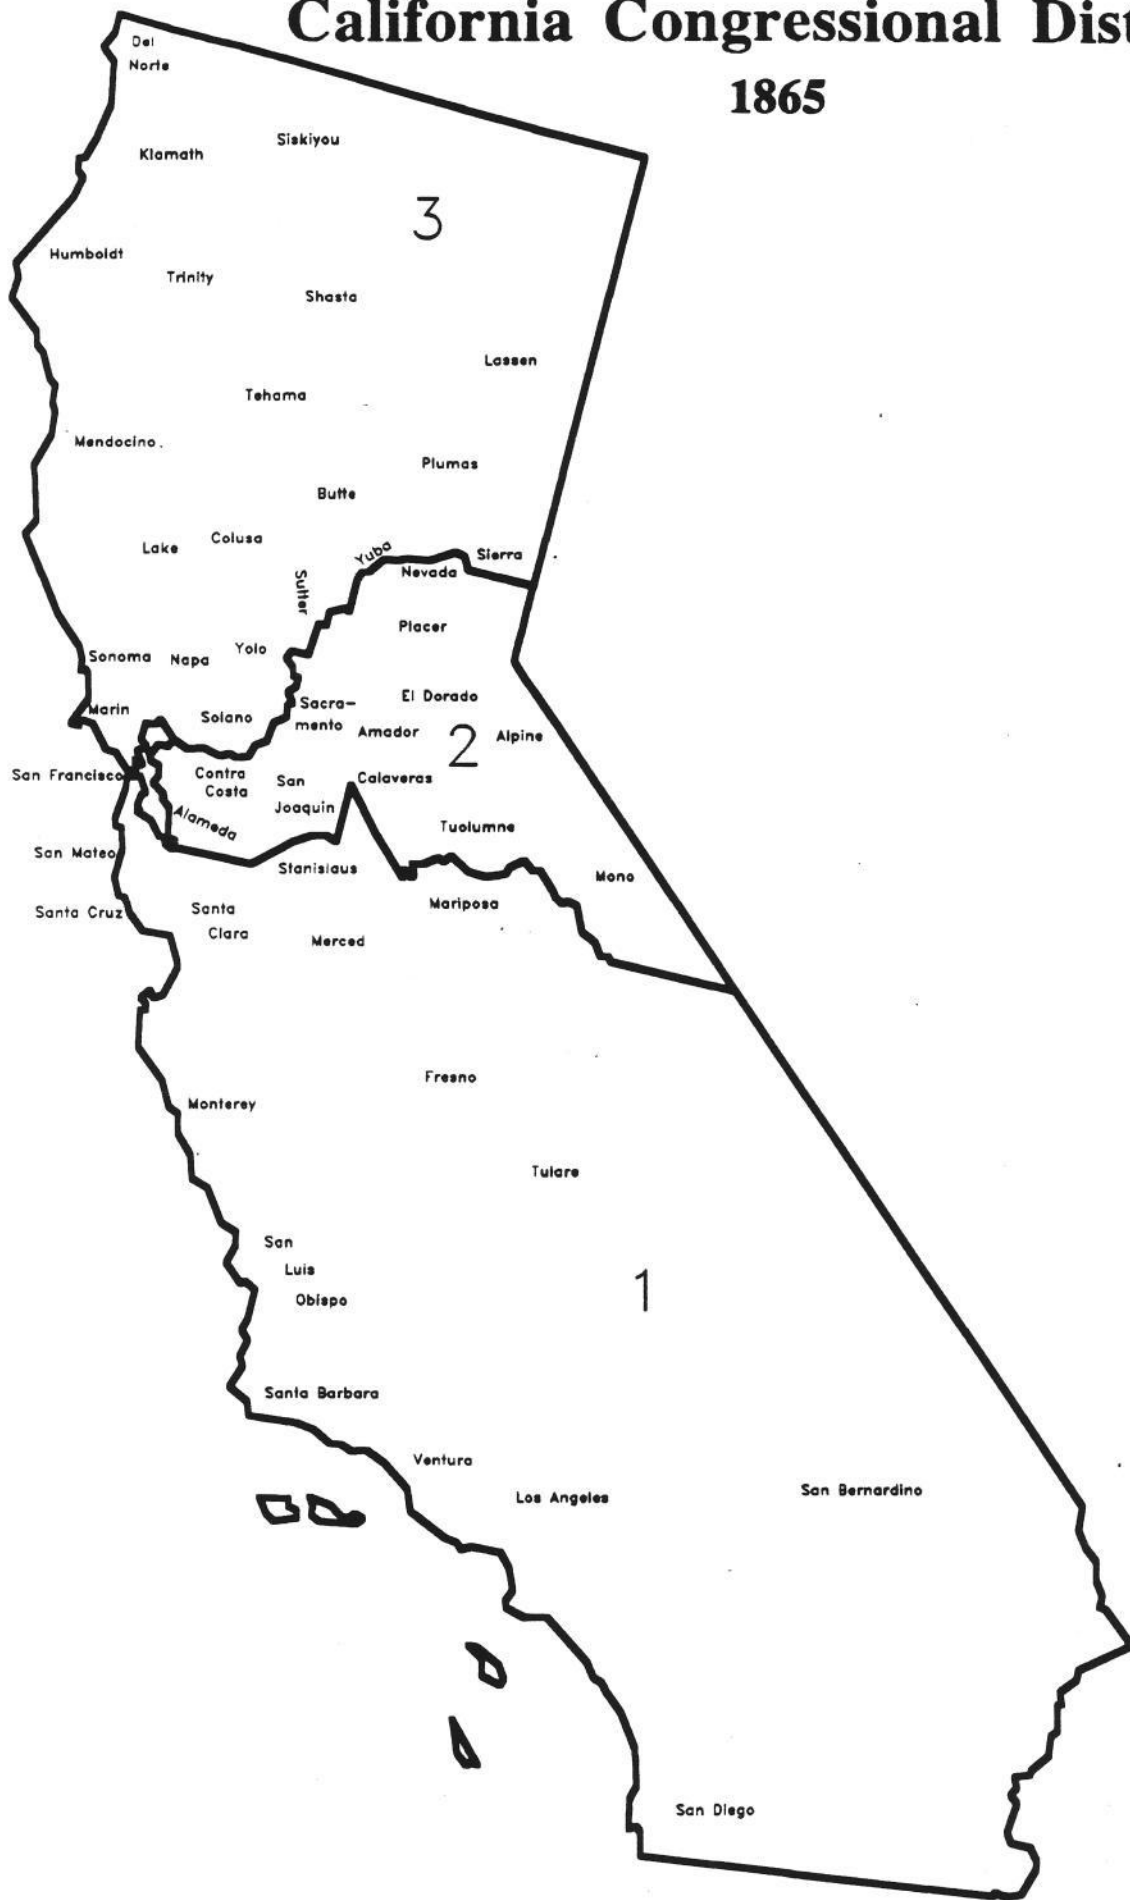 California Congressional Dist
1865
Del
Norte
Siskiyou
Klamath
3
Humboldt
Trinity
Shasta
Lassen
Tehama
Mendocino
Plumas
Butte
Colusa
Lake
Yuba
Sierra
Nevada
Sutter
Placer
Yolo
Sonoma
Napa
El Dorado
Sacra-
mento
Marin
Solano
Amador
2
Alpine
San Francisco
Contra
Costa
San
Joaquin
Calaveras
Alameda
Tuolumne
San Mateo
Stanislaus
Mono
Mariposa
Santa Cruz
Santa
Clara
Merced
Fresno
Monterey
Tulare
San
Luis
Obispo
1
Santa Barbara
Ventura
Los Angeles
San Bernardino
San Diego